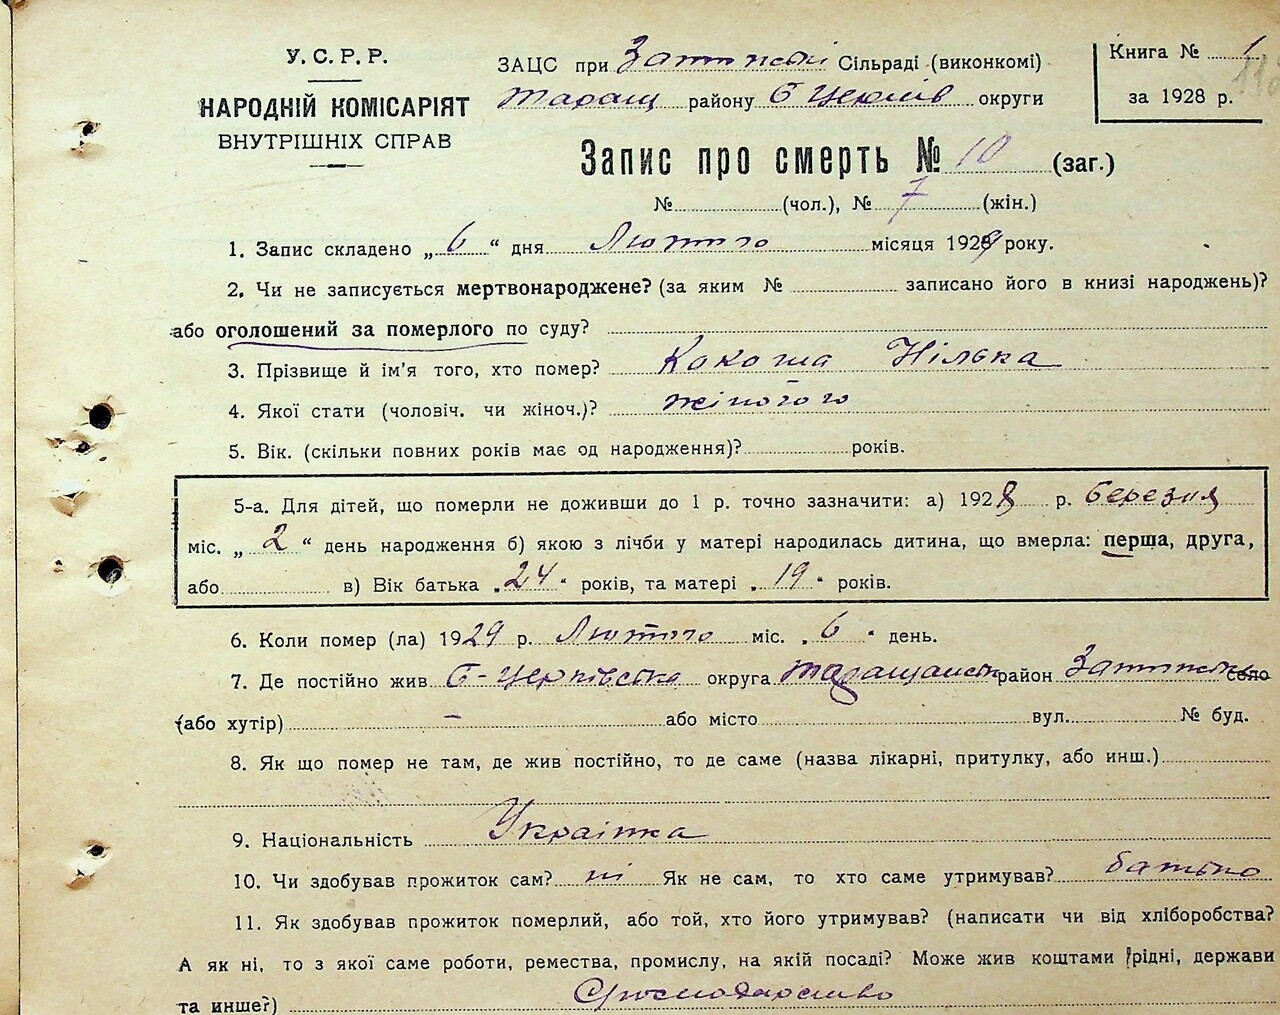 У.С.Р.Р.
НАРОДНІЙ КОМІСАРІЯТ
ВНУТРІШНІХ СПРАВ
ЗАЦС при Сільраді (виконкомі)
Таращ району Б Церків округи
Книга № 1
за 1928 р.
Запис про смерть № 10 (заг.)
№ (чол.), № 7 (жін.)
1. Запис складено „ 6 “ дня Лютого місяця 1929 року.
2. Чи не записується мертвонароджене? (за яким № записано його в книзі народжень)?
або оголошений за померлого по суду?
3. Прізвище й ім'я того, хто помер? Кокоша Нілька
4. Якої стати (чоловіч. чи жіноч.)? жіночого
5. Вік. (скільки повних років має од народження)? років.
5-а. Для дітей, що померли не доживши до 1 р. точно зазначити: а) 1928 р. березня
міс. „ 2 “ день народження б) якою з лічби у матері народилась дитина, що вмерла: перша, друга,
або в) Вік батька „ 24 “ років, та матері „ 19 “ років.
6. Коли помер (ла) 1929 р. Лютого міс. „ 6 “ день.
7. Де постійно жив Б-Церківська округа Таращанськ район село
(або хутір) – або місто вул. № буд.
8. Як що помер не там, де жив постійно, то де саме (назва лікарні, притулку, або инш.)
9. Національність Українка
10. Чи здобував прожиток сам? ні Як не сам, то хто саме утримував? батько
11. Як здобував прожиток померлий, або той, хто його утримував? (написати чи від хліборобства?
А як ні, то з якої саме роботи, ремества, промислу, на якій посаді? Може жив коштами рідні, держави
та инше?) Господарство